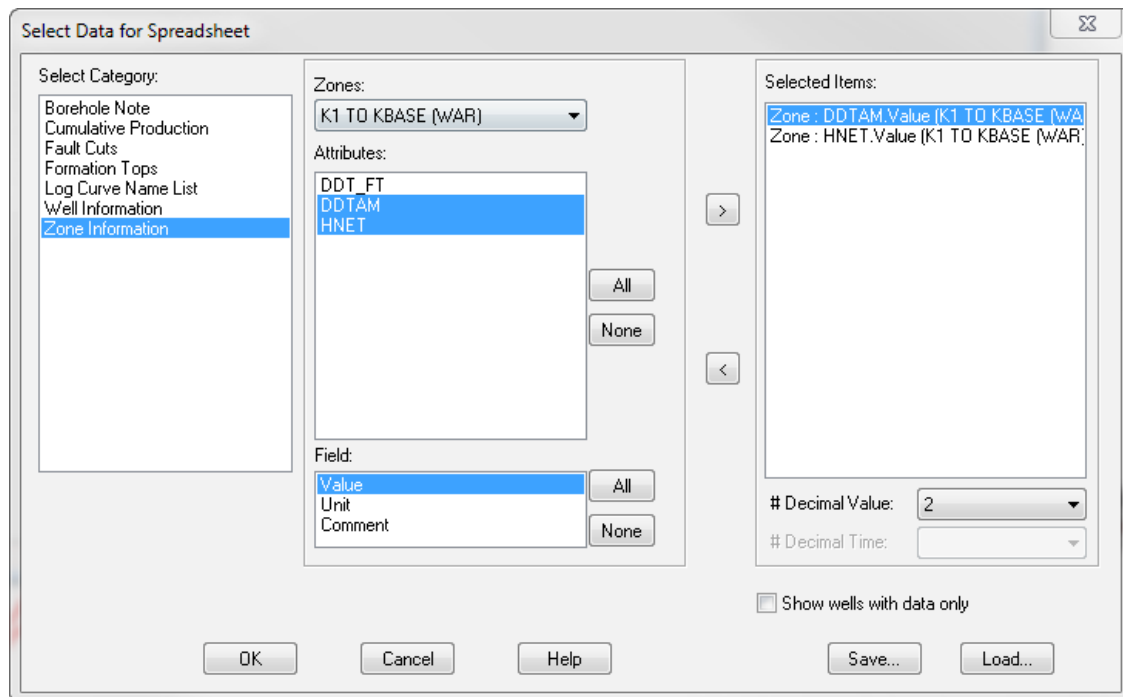 Select Data for Spreadsheet
Select Category:
Borehole Note
Cumulative Production
Fault Cuts
Formation Tops
Log Curve Name List
Well Information
Zone Information
Zones:
K1 TO KBASE (WAR)
Attributes:
DDT_FT
DDTAM
HNET
All
None
Field:
Value
Unit
Comment
All
None
>
<
Selected Items:
Zone : DDTAM.Value (K1 TO KBASE (WA
Zone : HNET.Value (K1 TO KBASE (WAR)
# Decimal Value:
2
# Decimal Time:
Show wells with data only
OK
Cancel
Help
Save...
Load...